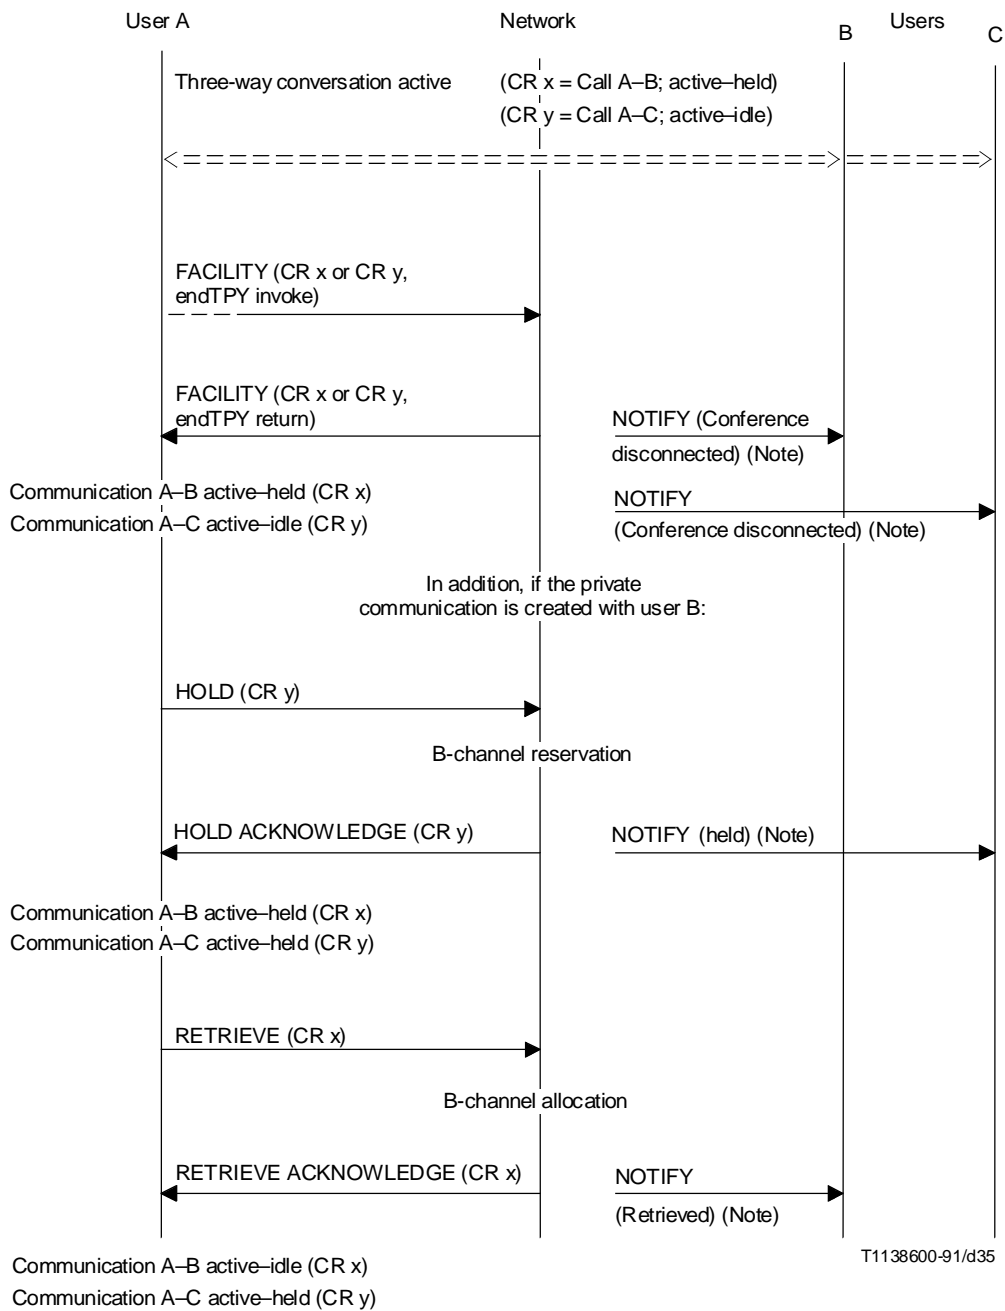 User A
Network
Users
B
C
Three-way conversation active
(CR x = Call A–B; active–held)
(CR y = Call A–C; active–idle)
FACILITY (CR x or CR y,
endTPY invoke)
FACILITY (CR x or CR y,
endTPY return)
NOTIFY (Conference
disconnected) (Note)
Communication A–B active–held (CR x)
Communication A–C active–idle (CR y)
NOTIFY
(Conference disconnected) (Note)
In addition, if the private
communication is created with user B:
HOLD (CR y)
B-channel reservation
HOLD ACKNOWLEDGE (CR y)
NOTIFY (held) (Note)
Communication A–B active–held (CR x)
Communication A–C active–held (CR y)
RETRIEVE (CR x)
B-channel allocation
RETRIEVE ACKNOWLEDGE (CR x)
NOTIFY
(Retrieved) (Note)
T1138600-91/d35
Communication A–B active–idle (CR x)
Communication A–C active–held (CR y)